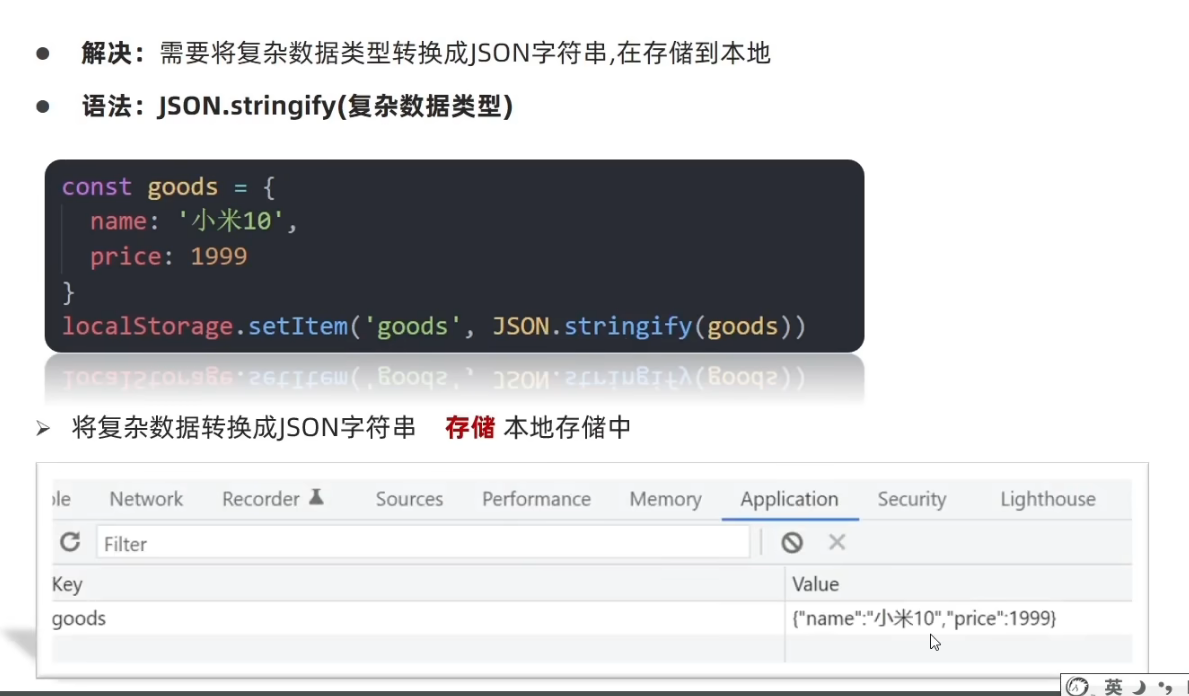 解决：需要将复杂数据类型转换成JSON字符串,在存储到本地
语法：JSON.stringify(复杂数据类型)
const goods = {
name: '小米10',
price: 1999
}
localStorage.setItem('goods', JSON.stringify(goods))
将复杂数据转换成JSON字符串 存储 本地存储中
ole Network Recorder Sources Performance Memory Application Security Lighthouse
Filter
Key Value
goods {"name":"小米10","price":1999}
英